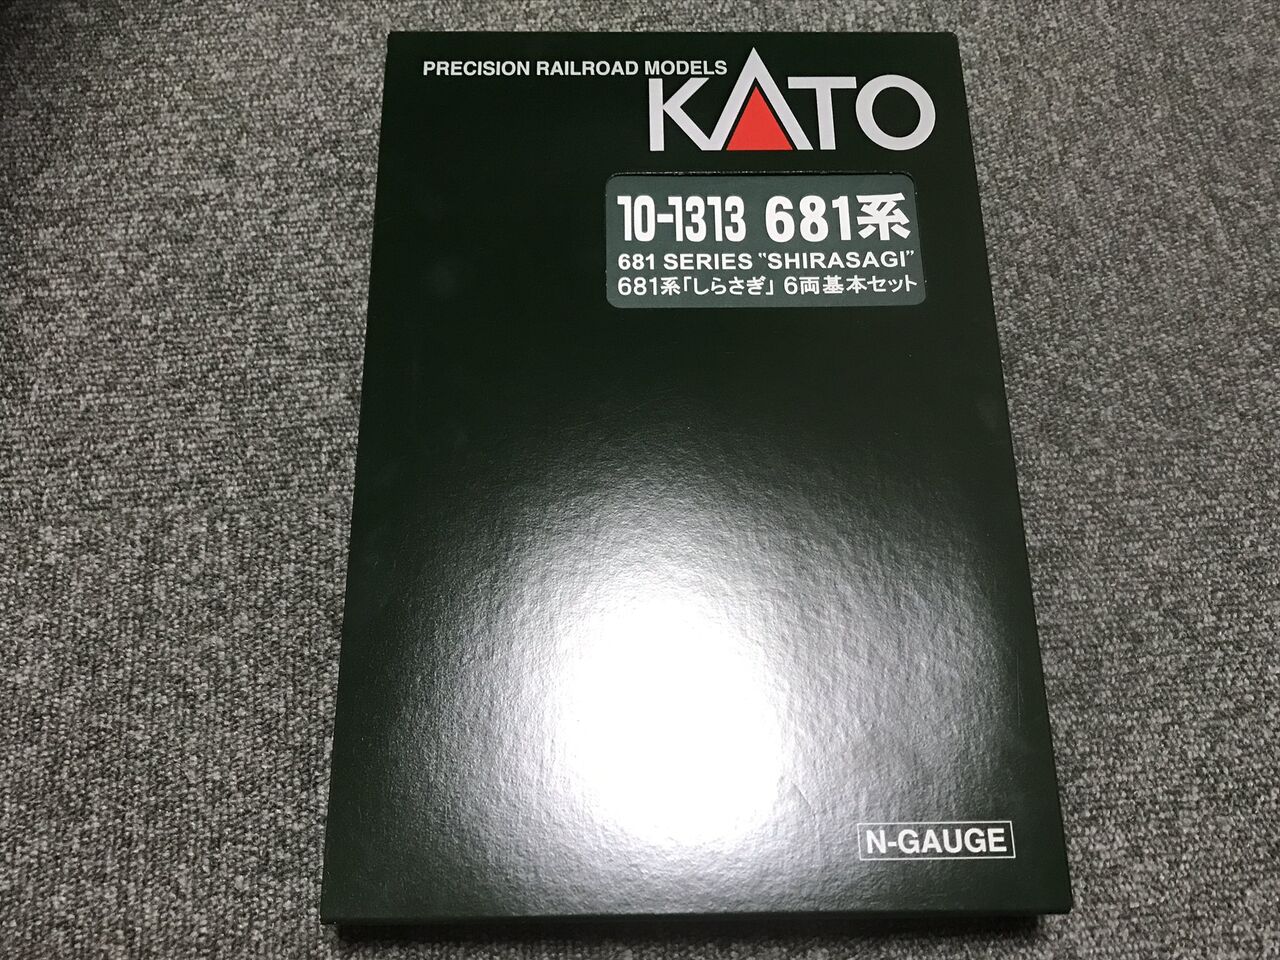 PRECISION RAILROAD MODELS
KATO
10-1313 681系
681 SERIES "SHIRASAGI"
681系「しらさぎ」 6両基本セット
N-GAUGE